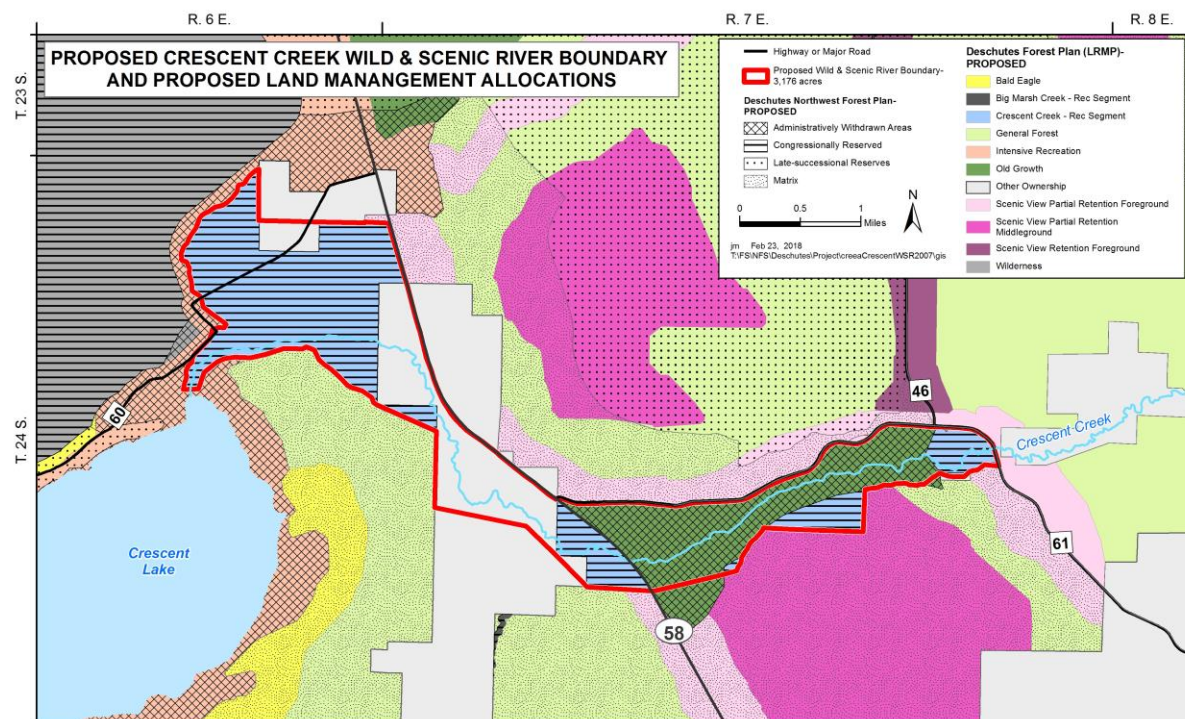 R. 6 E.
R. 7 E.
R. 8 E.
T. 23 S.
T. 24 S.
PROPOSED CRESCENT CREEK WILD & SCENIC RIVER BOUNDARY
AND PROPOSED LAND MANANGEMENT ALLOCATIONS
Highway or Major Road
Proposed Wild & Scenic River Boundary-
3,176 acres
Deschutes Northwest Forest Plan-
PROPOSED
Administratively Withdrawn Areas
Congressionally Reserved
Late-successional Reserves
Matrix
0 0.5 1
Miles
N
jm Feb 23, 2018
T:\FS\NFS\Deschutes\Project\creeaCrescentWSR2007\gis
Deschutes Forest Plan (LRMP)-
PROPOSED
Bald Eagle
Big Marsh Creek - Rec Segment
Crescent Creek - Rec Segment
General Forest
Intensive Recreation
Old Growth
Other Ownership
Scenic View Partial Retention Foreground
Scenic View Partial Retention
Middleground
Scenic View Retention Foreground
Wilderness
60
46
Crescent Creek
61
Crescent
Lake
58